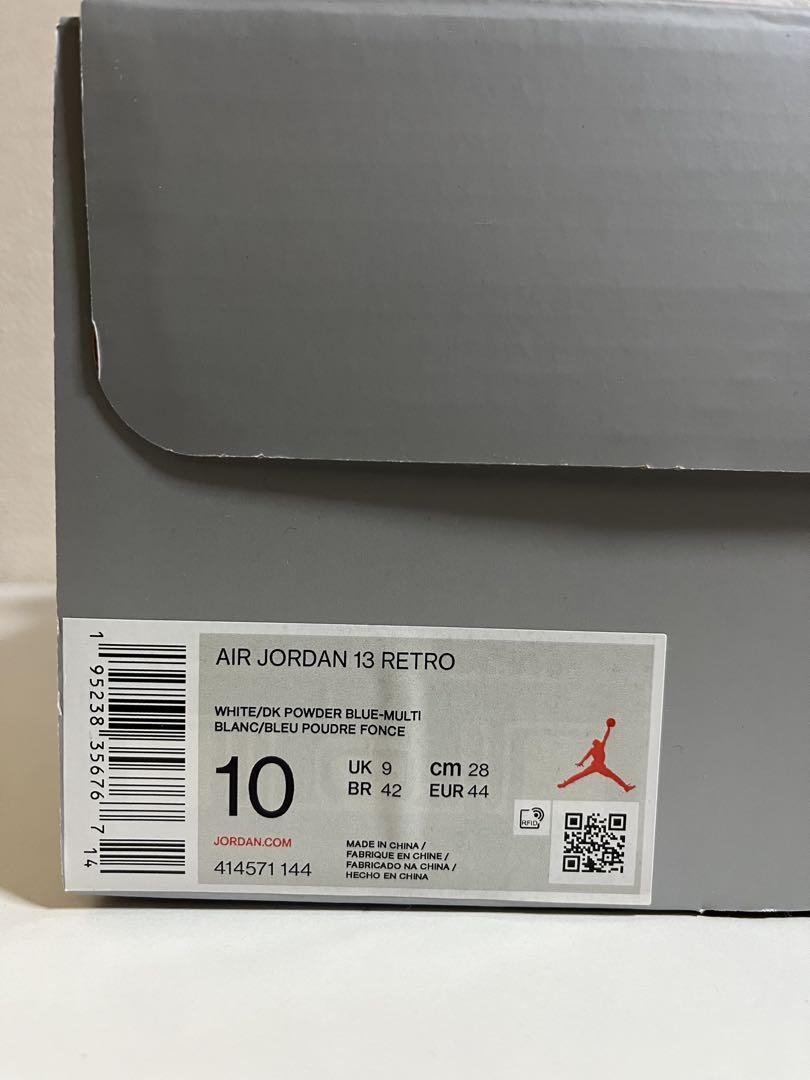 1 95238 35676 7 14
AIR JORDAN 13 RETRO
WHITE/DK POWDER BLUE-MULTI
BLANC/BLEU POUDRE FONCE
10
UK 9 cm 28
BR 42 EUR 44
JORDAN.COM
414571 144
MADE IN CHINA /
FABRIQUE EN CHINE /
FABRICADO NA CHINA /
HECHO EN CHINA
RFID